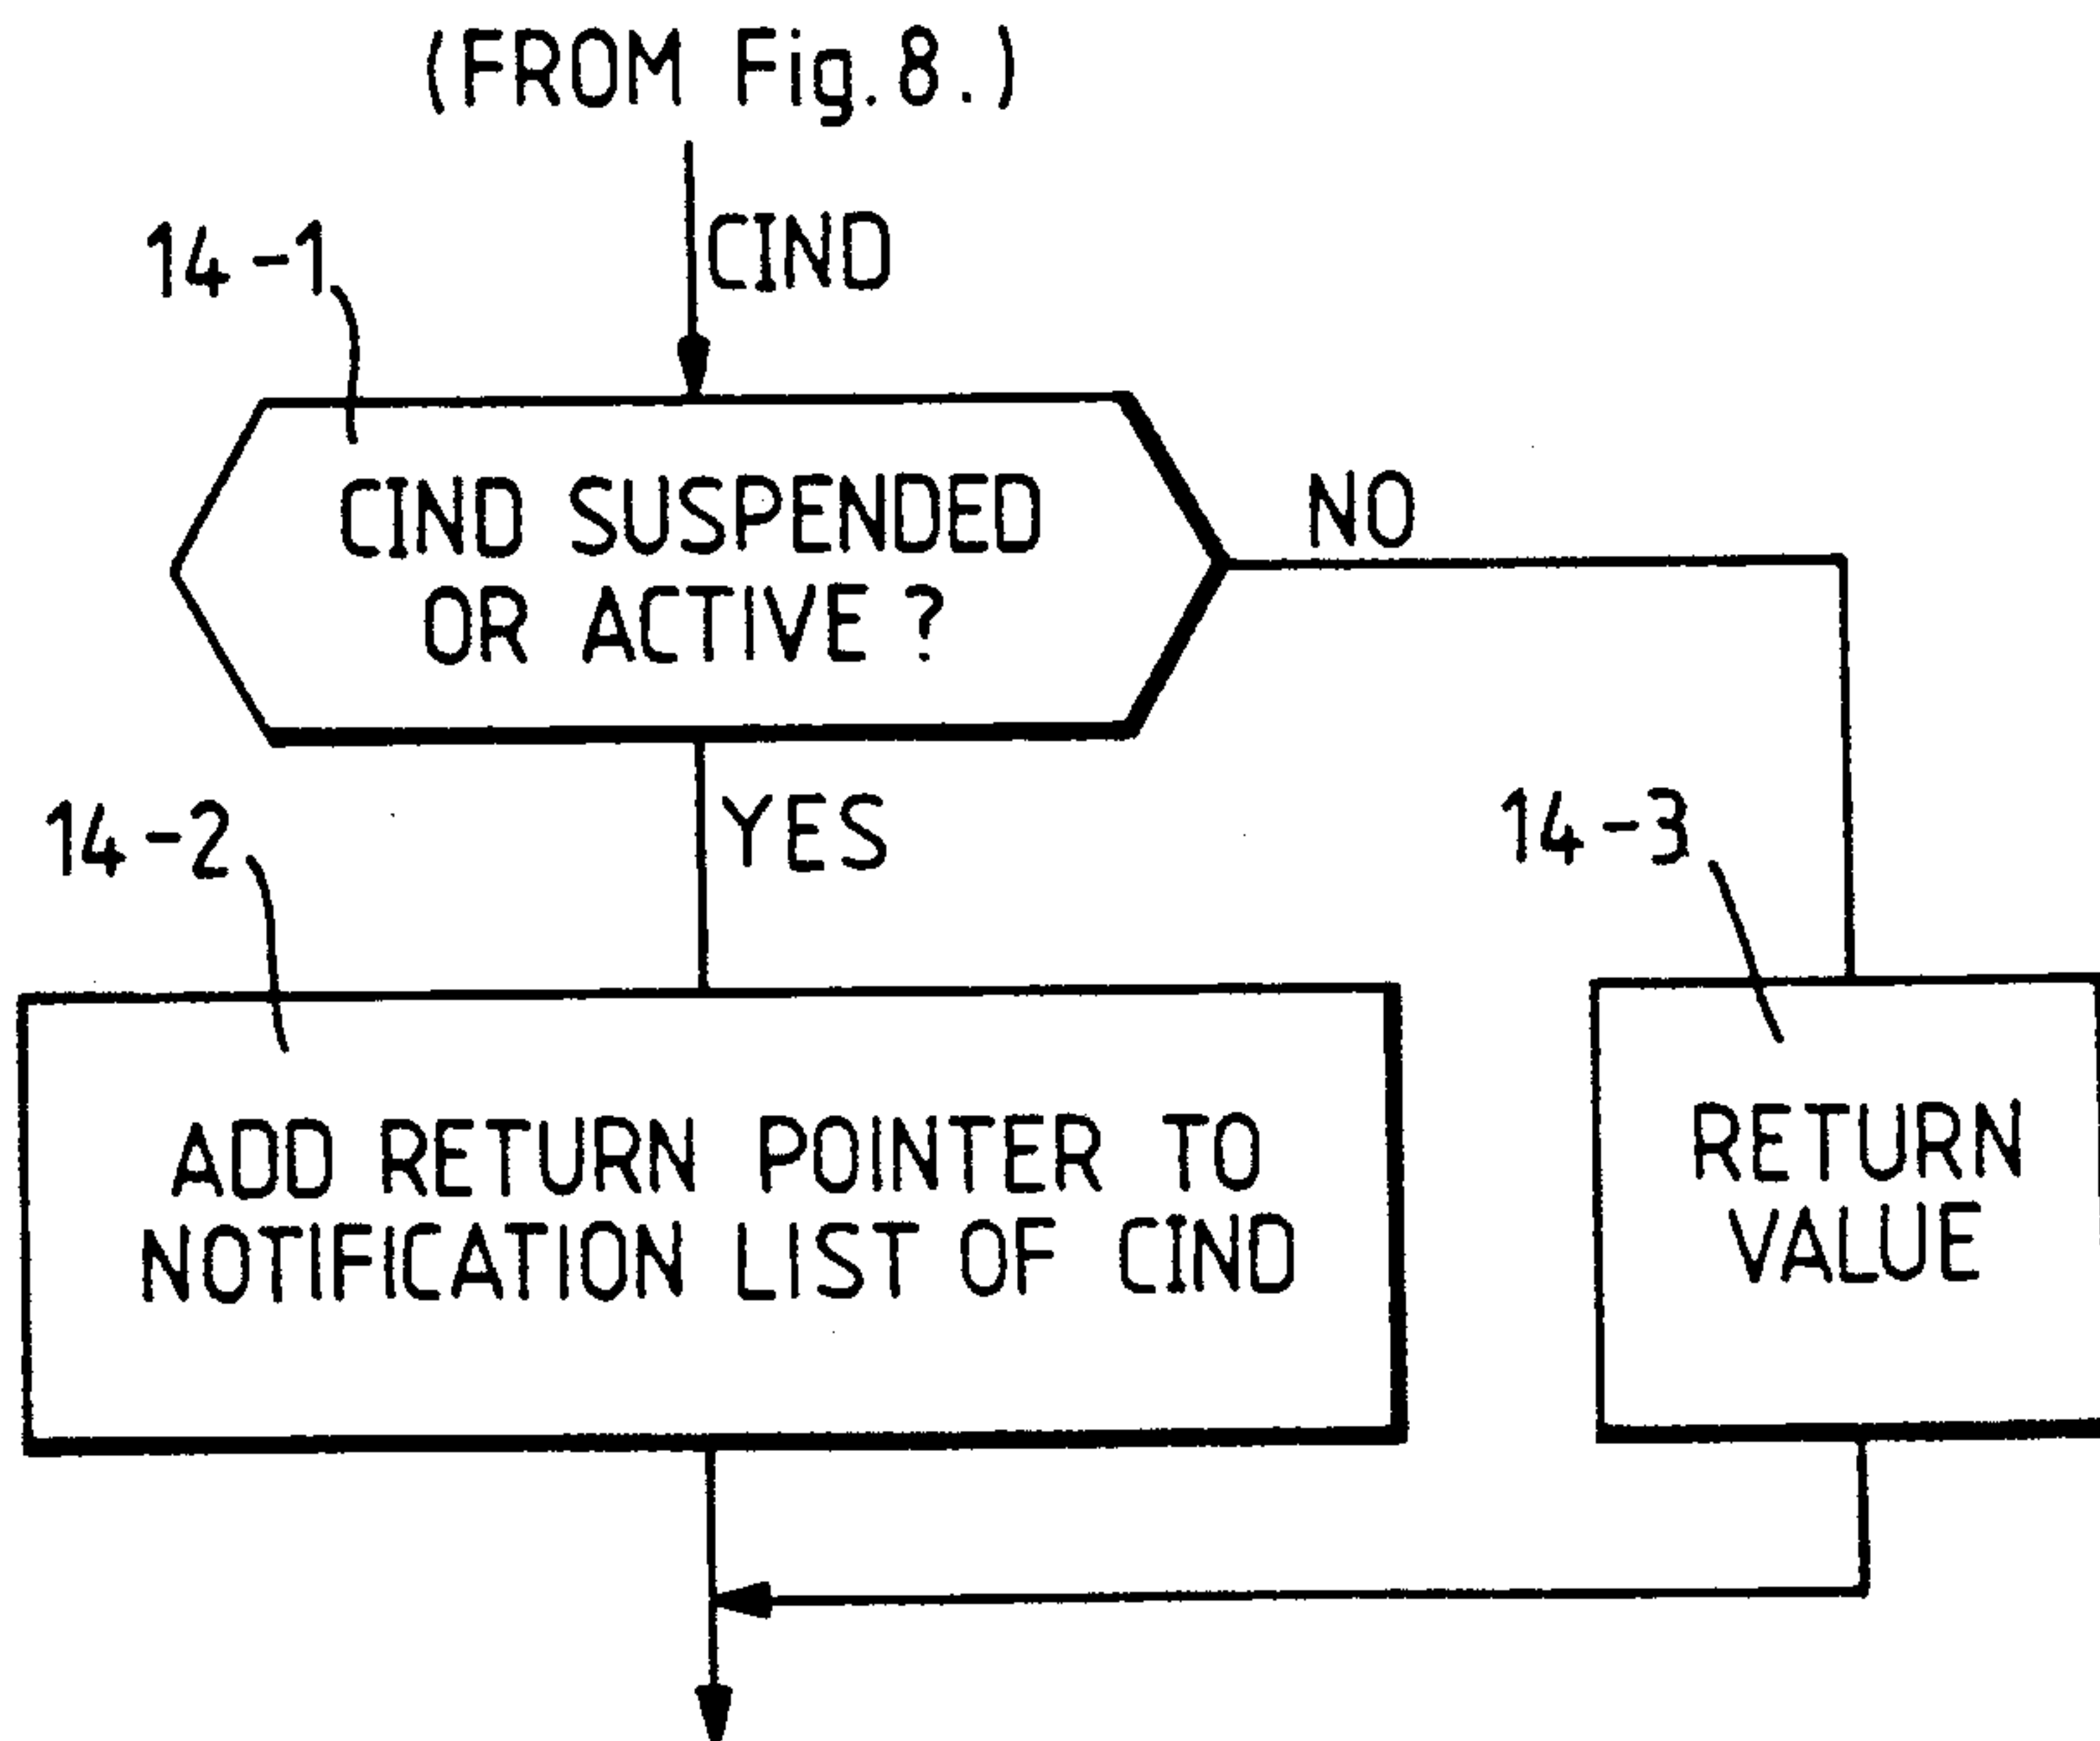 (FROM Fig. 8.)
CIND
14-1
CIND SUSPENDED
OR ACTIVE ?
NO
YES
14-2
14-3
ADD RETURN POINTER TO
NOTIFICATION LIST OF CIND
RETURN
VALUE